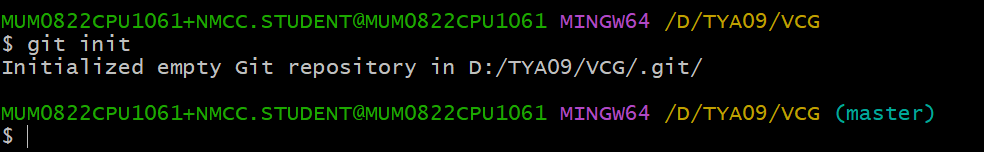 MUM0822CPU1061+NMCC.STUDENT@MUM0822CPU1061 MINGW64 /D/TYA09/VCG
$ git init
Initialized empty Git repository in D:/TYA09/VCG/.git/
MUM0822CPU1061+NMCC.STUDENT@MUM0822CPU1061 MINGW64 /D/TYA09/VCG (master)
$